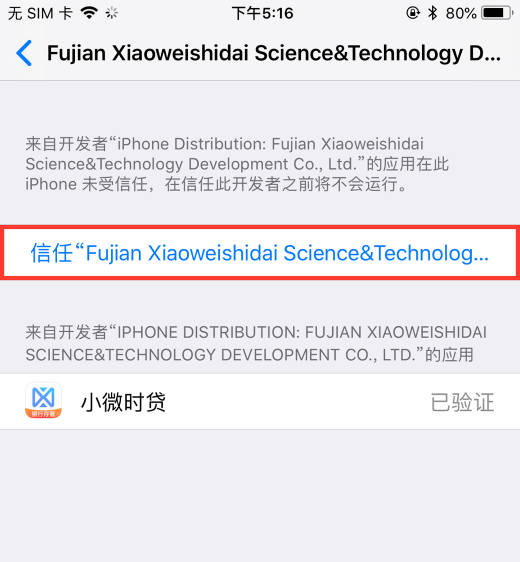 无 SIM 卡 下午5:16 80%
Fujian Xiaoweishidai Science&Technology D...
来自开发者“iPhone Distribution: Fujian Xiaoweishidai
Science&Technology Development Co., Ltd.”的应用在此
iPhone 未受信任，在信任此开发者之前将不会运行。
信任“Fujian Xiaoweishidai Science&Technolog...
来自开发者“IPHONE DISTRIBUTION: FUJIAN XIAOWEISHIDAI
SCIENCE&TECHNOLOGY DEVELOPMENT CO., LTD.”的应用
小微时贷 已验证
银行存管